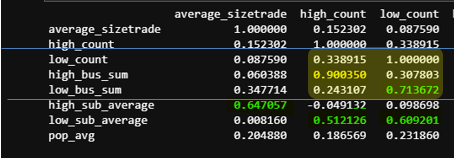 average_sizetrade high_count low_count
average_sizetrade 1.000000 0.152302 0.087590
high_count 0.152302 1.000000 0.338915
low_count 0.087590 0.338915 1.000000
high_bus_sum 0.060388 0.900350 0.307803
low_bus_sum 0.347714 0.243107 0.713672
high_sub_average 0.647057 -0.049132 0.098698
low_sub_average 0.008160 0.512126 0.609201
pop_avg 0.204880 0.186569 0.231860